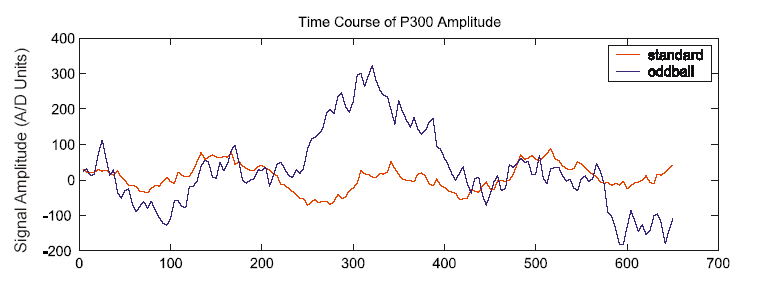 Time Course of P300 Amplitude
Signal Amplitude (A/D Units)
400
300
200
100
0
-100
-200
0 100 200 300 400 500 600 700
standard
oddball